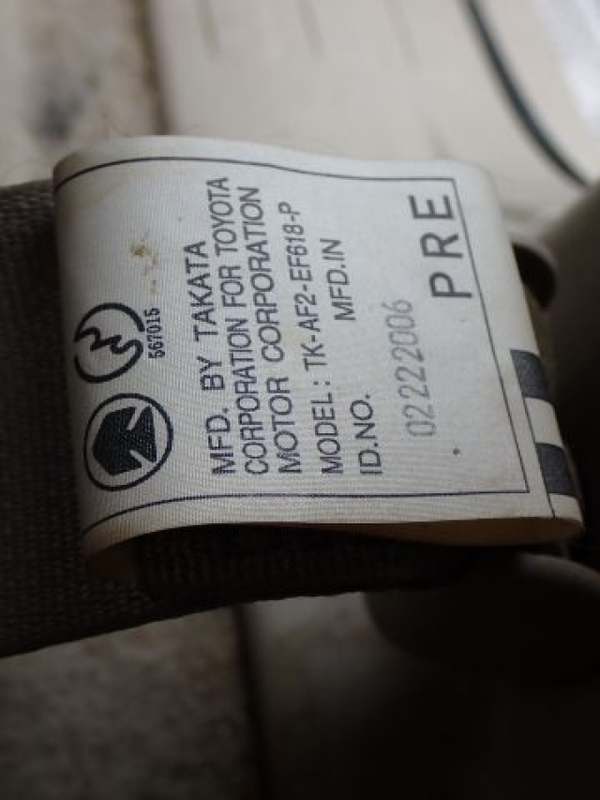 567015
MFD. BY TAKATA
CORPORATION FOR TOYOTA
MOTOR CORPORATION
MODEL : TK-AF2-EF618-P
ID.NO. MFD.IN
02222006
PRE